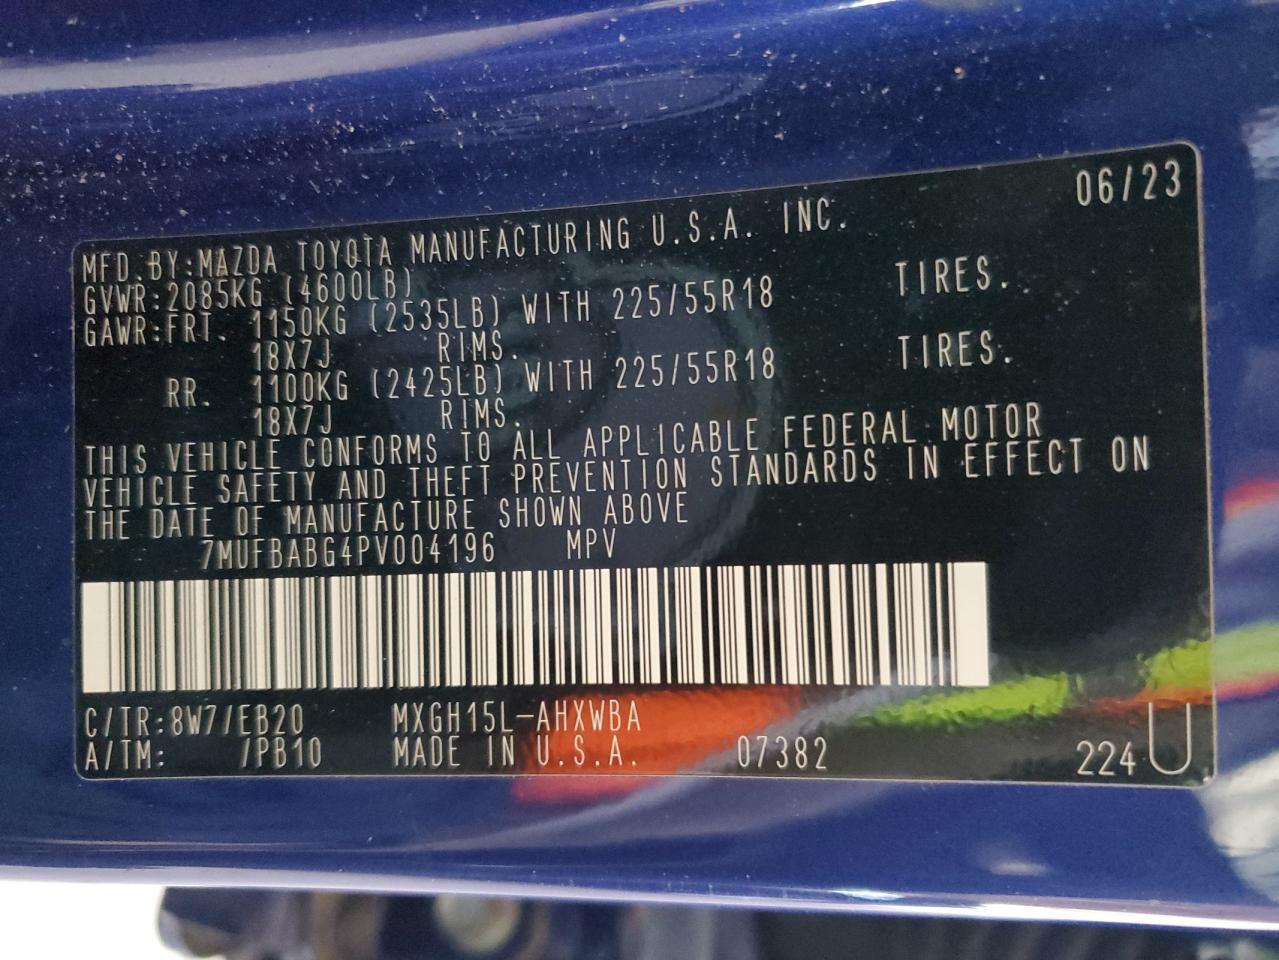 06/23
MFD.BY:MAZDA TOYOTA MANUFACTURING U.S.A. INC.
GVWR:2085KG (4600LB)
GAWR:FRT. 1150KG (2535LB) WITH 225/55R18 TIRES.
18X7J RIMS.
RR. 1100KG (2425LB) WITH 225/55R18 TIRES.
18X7J RIMS.
THIS VEHICLE CONFORMS TO ALL APPLICABLE FEDERAL MOTOR
VEHICLE SAFETY AND THEFT PREVENTION STANDARDS IN EFFECT ON
THE DATE OF MANUFACTURE SHOWN ABOVE
7MUFBABG4PV004196 MPV
C/TR:8W7/EB20 MXGH15L-AHXWBA
A/TM: /PB10 MADE IN U.S.A. 07382 224 U